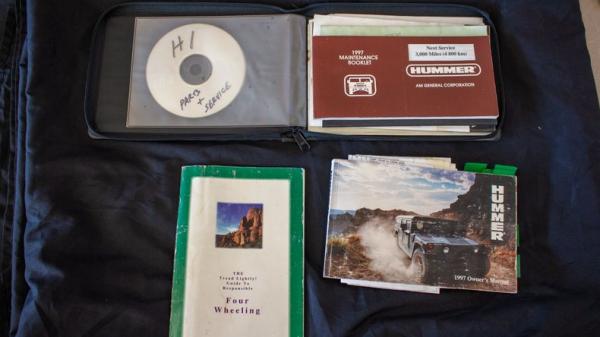 H1
PARTS
+ SERVICE
1997
MAINTENANCE
BOOKLET
Next Service
3,000 Miles (4 800 km)
HUMMER
AM GENERAL CORPORATION
THE
Tread Lightly!
Guide To
Responsible
Four
Wheeling
HUMMER
1997 Owner's Manual